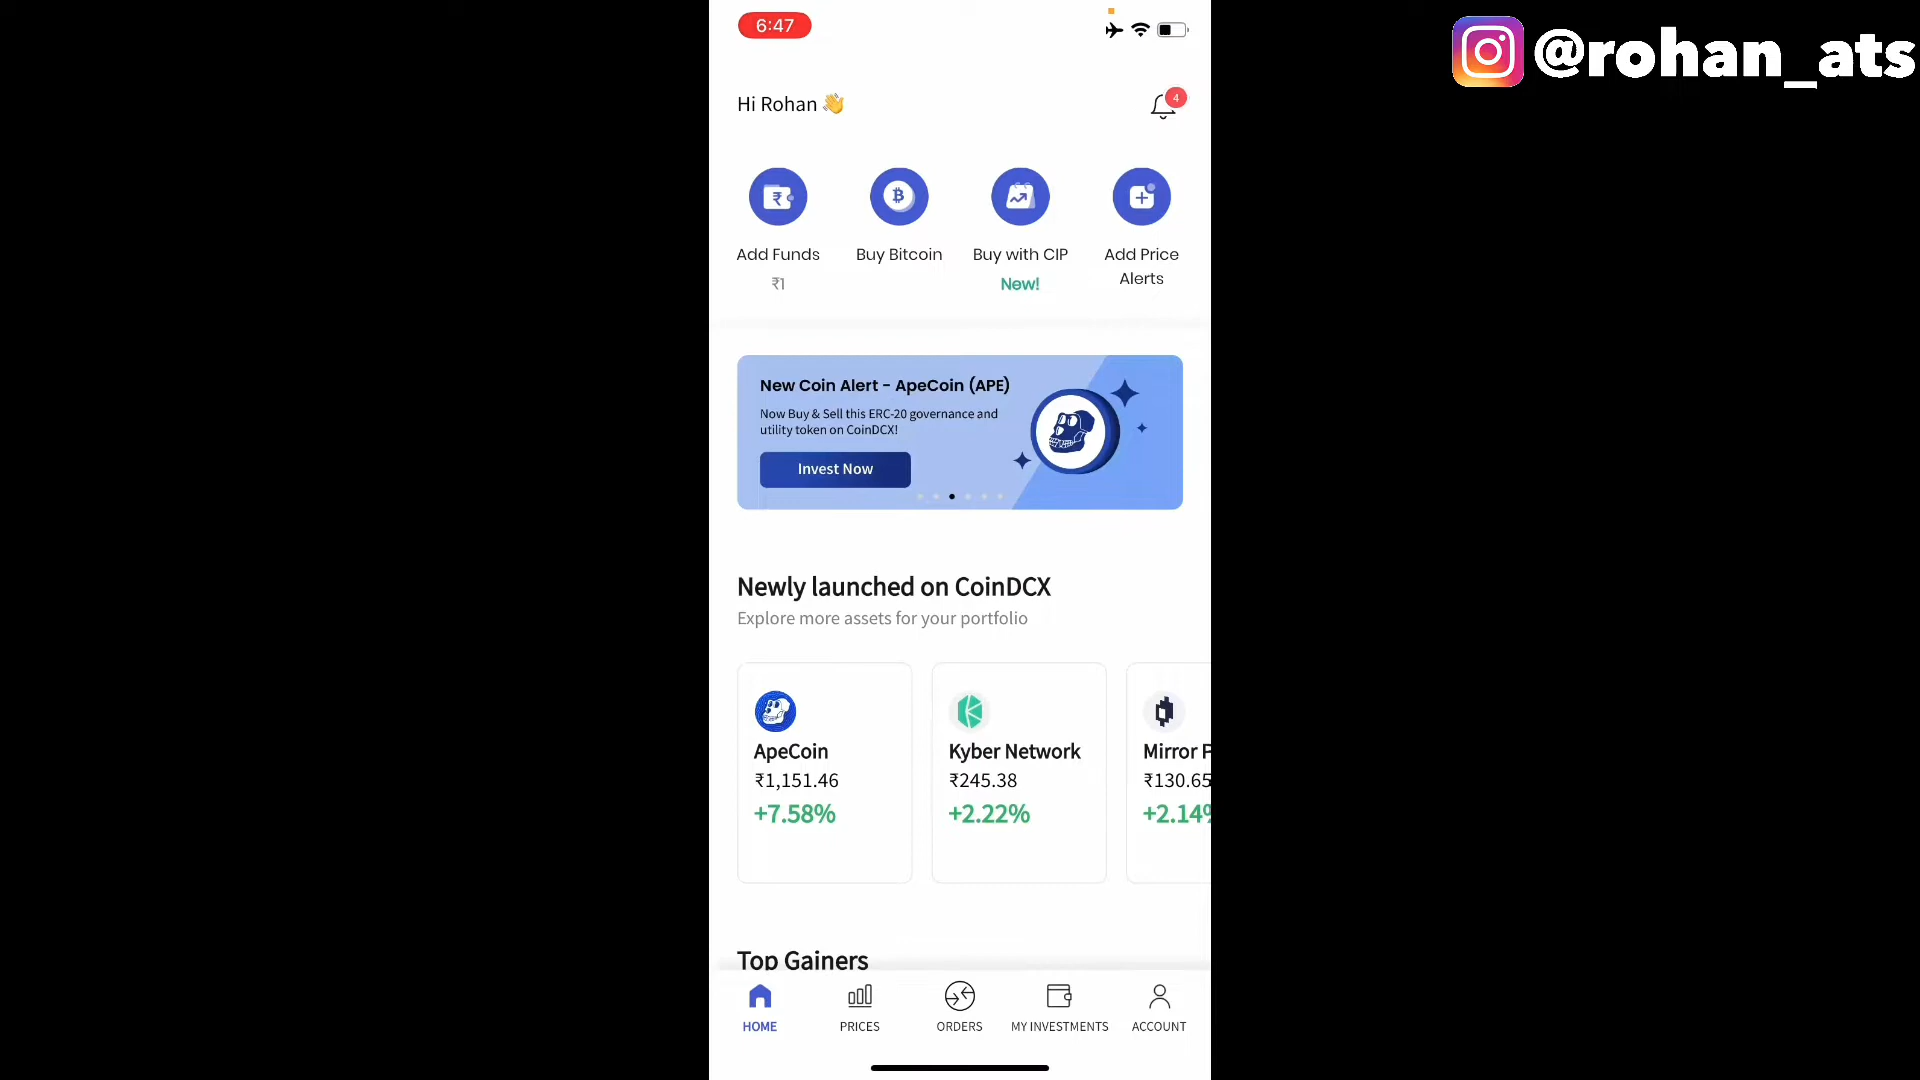 6:47
@rohan_ats
Hi Rohan 👋
4
Add Funds
₹1
Buy Bitcoin
Buy with CIP
New!
Add Price
Alerts
New Coin Alert - ApeCoin (APE)
Now Buy & Sell this ERC-20 governance and
utility token on CoinDCX!
Invest Now
Newly launched on CoinDCX
Explore more assets for your portfolio
ApeCoin
₹1,151.46
+7.58%
Kyber Network
₹245.38
+2.22%
Mirror P
₹130.65
+2.14%
Top Gainers
HOME
PRICES
ORDERS
MY INVESTMENTS
ACCOUNT